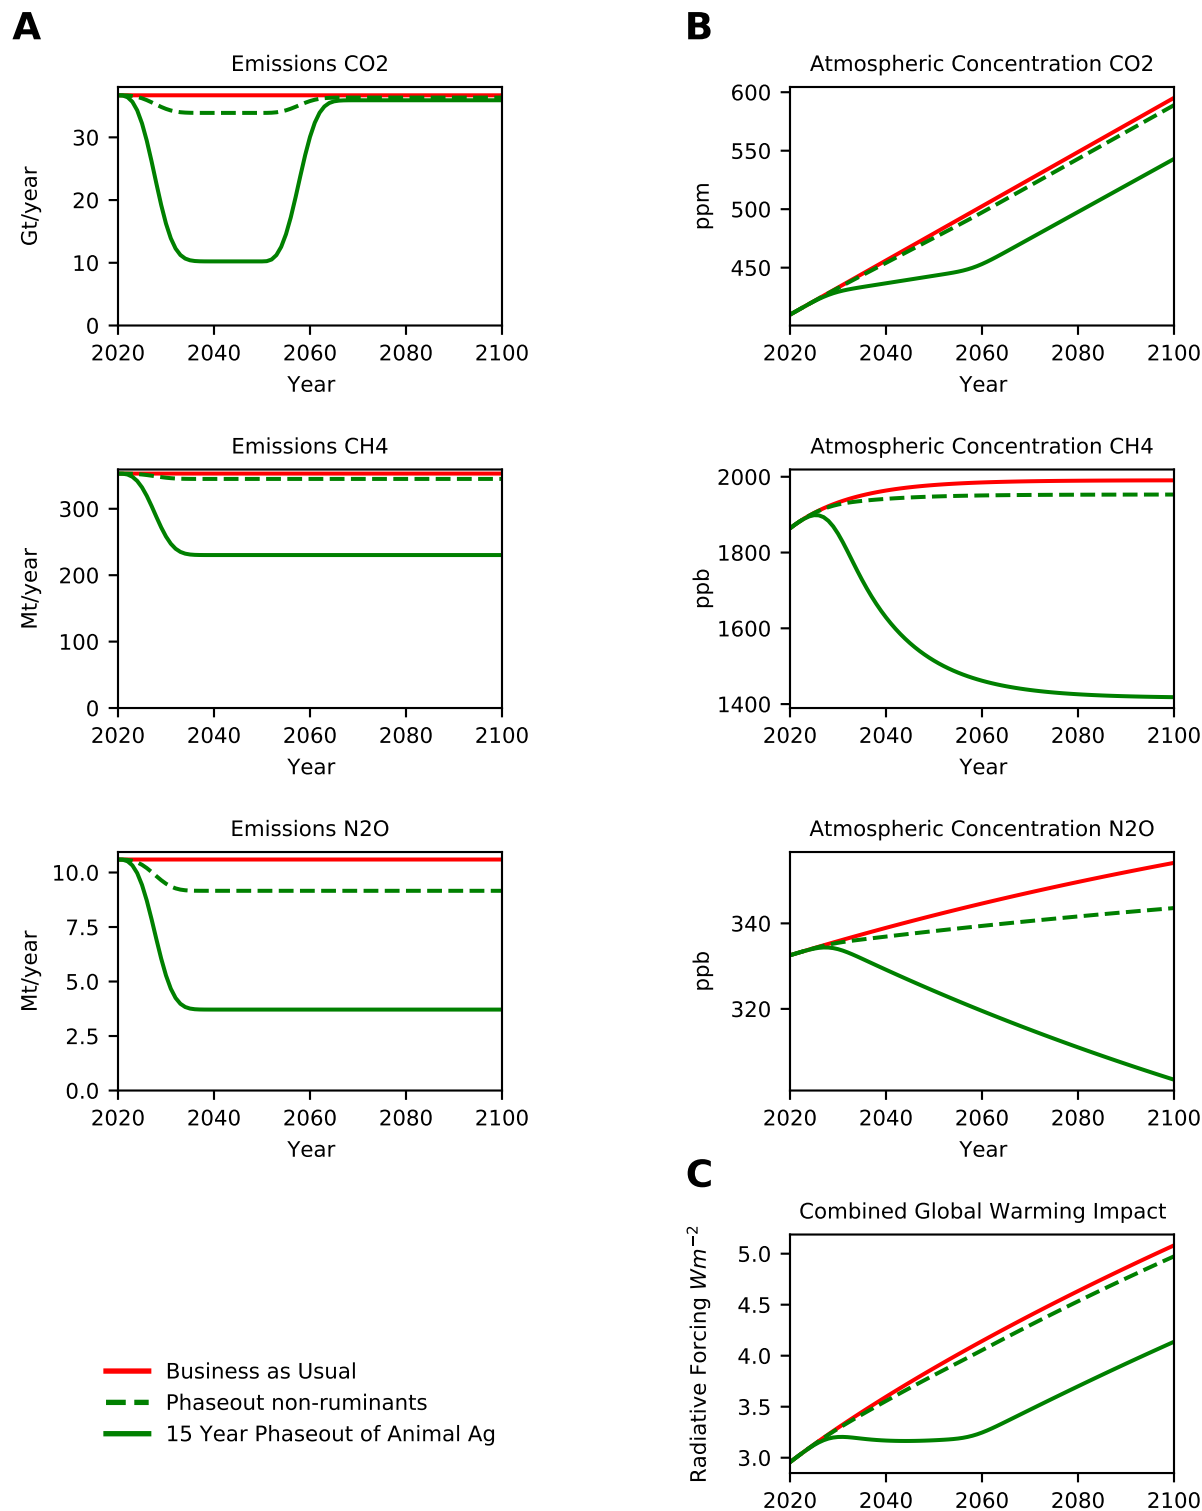 A
B
Emissions CO2
Gt/year
30
20
10
0
2020 2040 2060 2080 2100
Year
Atmospheric Concentration CO2
ppm
600
550
500
450
2020 2040 2060 2080 2100
Year
Emissions CH4
Mt/year
300
200
100
0
2020 2040 2060 2080 2100
Year
Atmospheric Concentration CH4
ppb
2000
1800
1600
1400
2020 2040 2060 2080 2100
Year
Emissions N2O
Mt/year
10.0
7.5
5.0
2.5
0.0
2020 2040 2060 2080 2100
Year
Atmospheric Concentration N2O
ppb
340
320
2020 2040 2060 2080 2100
Year
C
Combined Global Warming Impact
Radiative Forcing Wm⁻²
5.0
4.5
4.0
3.5
3.0
2020 2040 2060 2080 2100
Business as Usual
Phaseout non-ruminants
15 Year Phaseout of Animal Ag